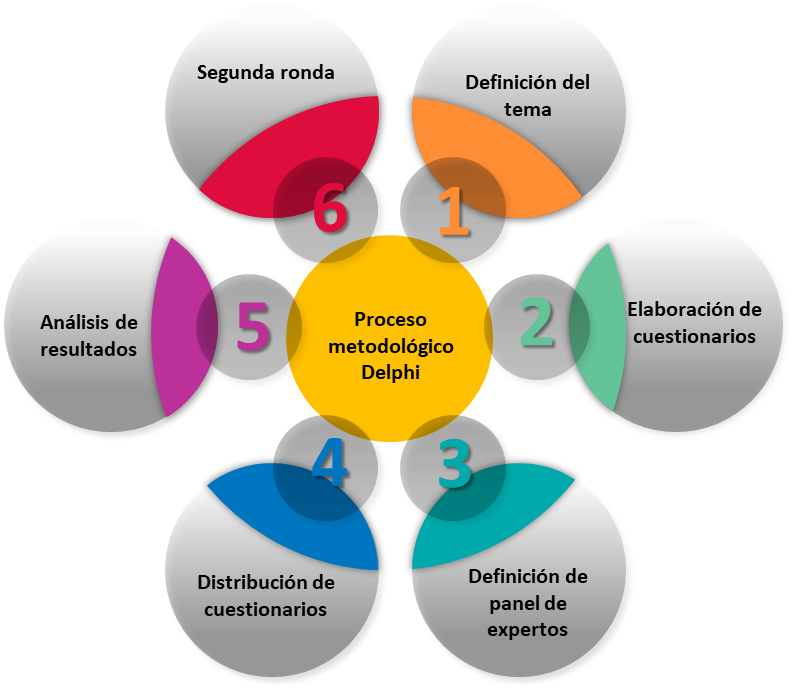 Proceso
metodológico
Delphi
1
Definición del
tema
2
Elaboración de
cuestionarios
3
Definición de
panel de
expertos
4
Distribución de
cuestionarios
5
Análisis de
resultados
6
Segunda ronda